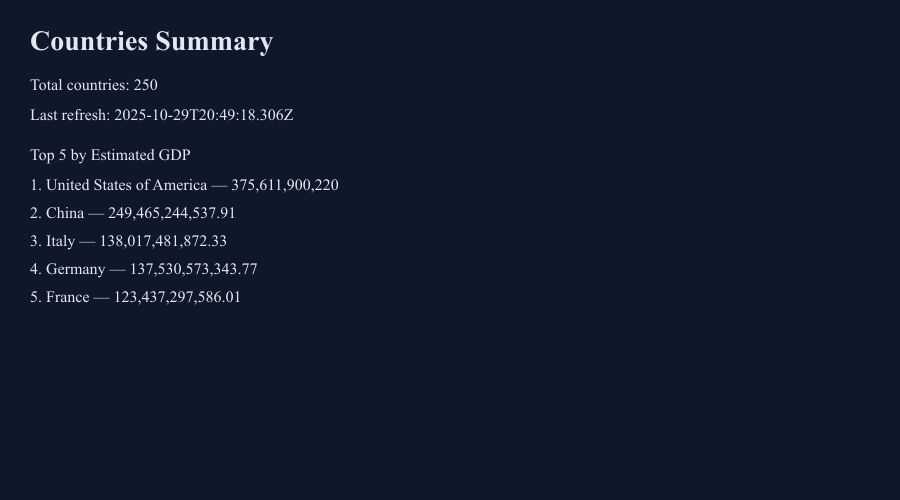 Countries Summary
Total countries: 250
Last refresh: 2025-10-29T20:49:18.306Z
Top 5 by Estimated GDP
1. United States of America — 375,611,900,220
2. China — 249,465,244,537.91
3. Italy — 138,017,481,872.33
4. Germany — 137,530,573,343.77
5. France — 123,437,297,586.01